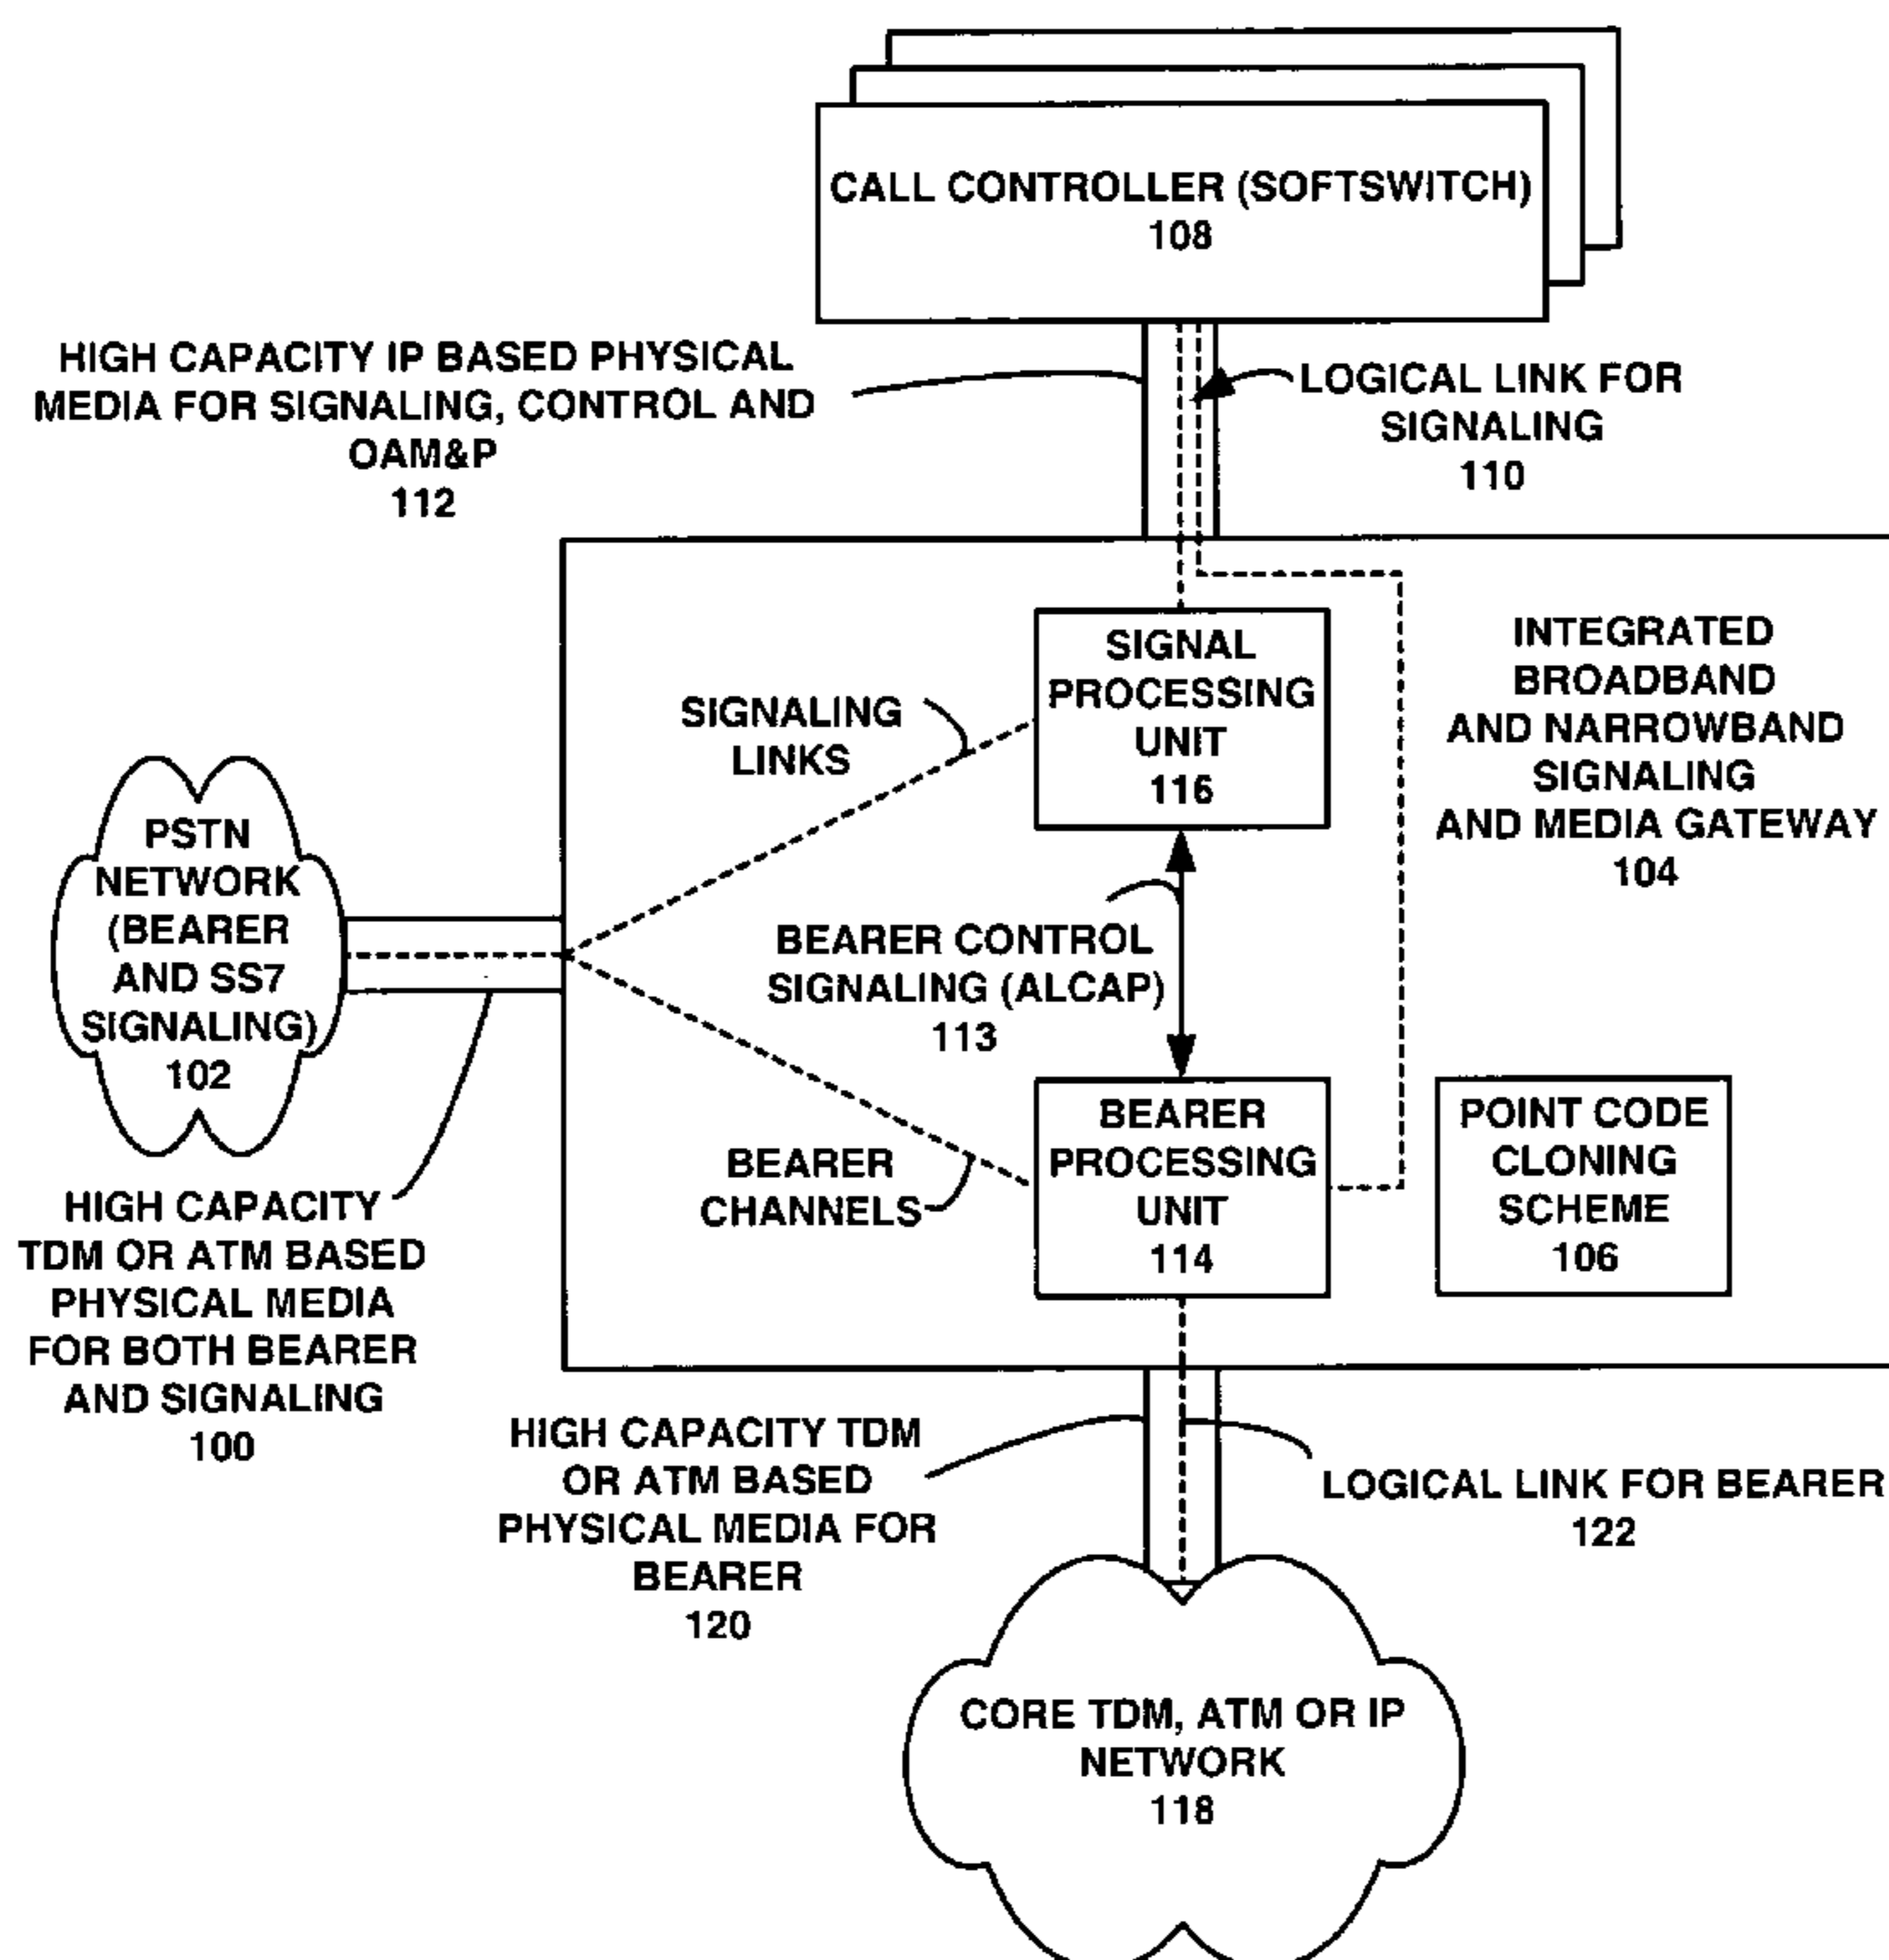 CALL CONTROLLER (SOFTSWITCH)
108
HIGH CAPACITY IP BASED PHYSICAL
MEDIA FOR SIGNALING, CONTROL AND
OAM&P
112
LOGICAL LINK FOR
SIGNALING
110
SIGNAL
PROCESSING
UNIT
116
INTEGRATED
BROADBAND
AND NARROWBAND
SIGNALING
AND MEDIA GATEWAY
104
SIGNALING
LINKS
PSTN
NETWORK
(BEARER
AND SS7
SIGNALING)
102
BEARER CONTROL
SIGNALING (ALCAP)
113
BEARER
PROCESSING
UNIT
114
POINT CODE
CLONING
SCHEME
106
BEARER
CHANNELS
HIGH CAPACITY
TDM OR ATM BASED
PHYSICAL MEDIA
FOR BOTH BEARER
AND SIGNALING
100
HIGH CAPACITY TDM
OR ATM BASED
PHYSICAL MEDIA FOR
BEARER
120
LOGICAL LINK FOR BEARER
122
CORE TDM, ATM OR IP
NETWORK
118